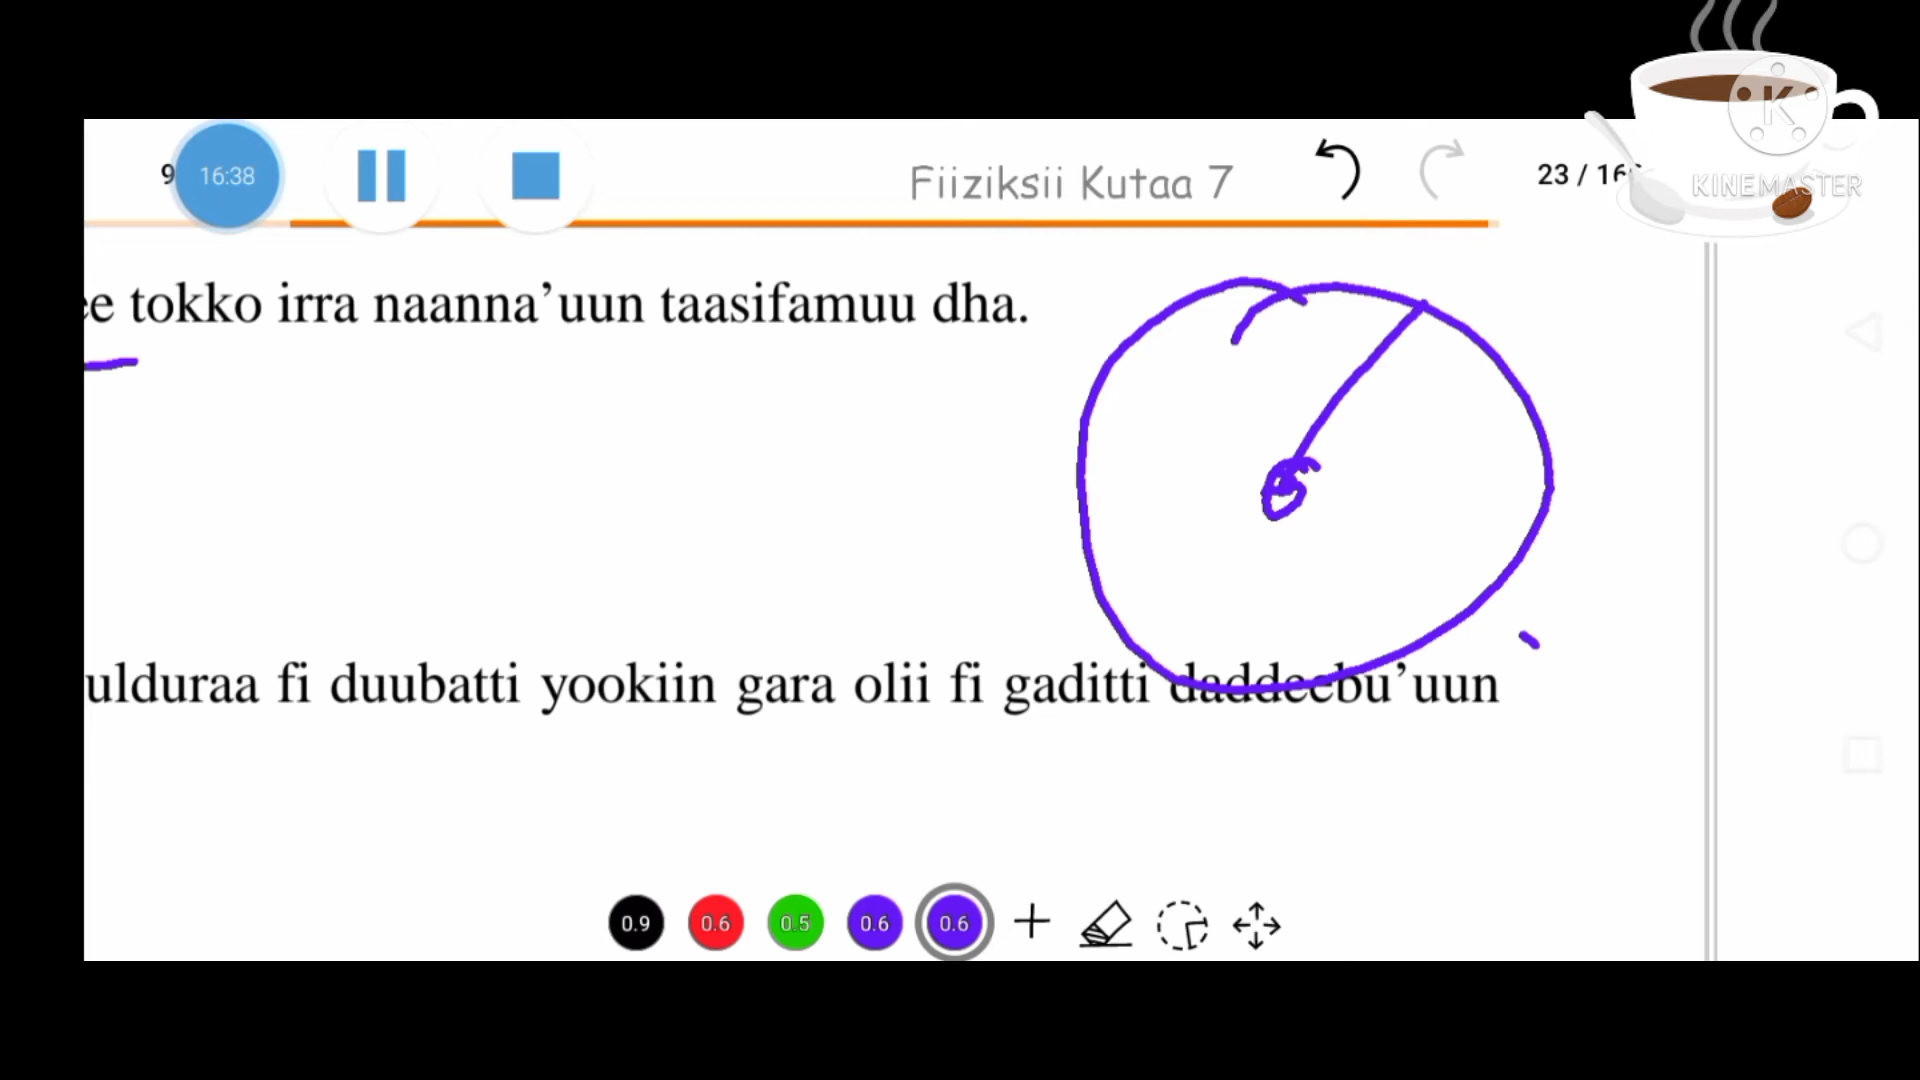 9
16:38
Fiiziksii Kutaa 7
23 / 16
KINEMASTER
ee tokko irra naanna’uun taasifamuu dha.
ulduraa fi duubatti yookiin gara olii fi gaditti daddeebu’uun
0.9 0.6 0.5 0.6 0.6